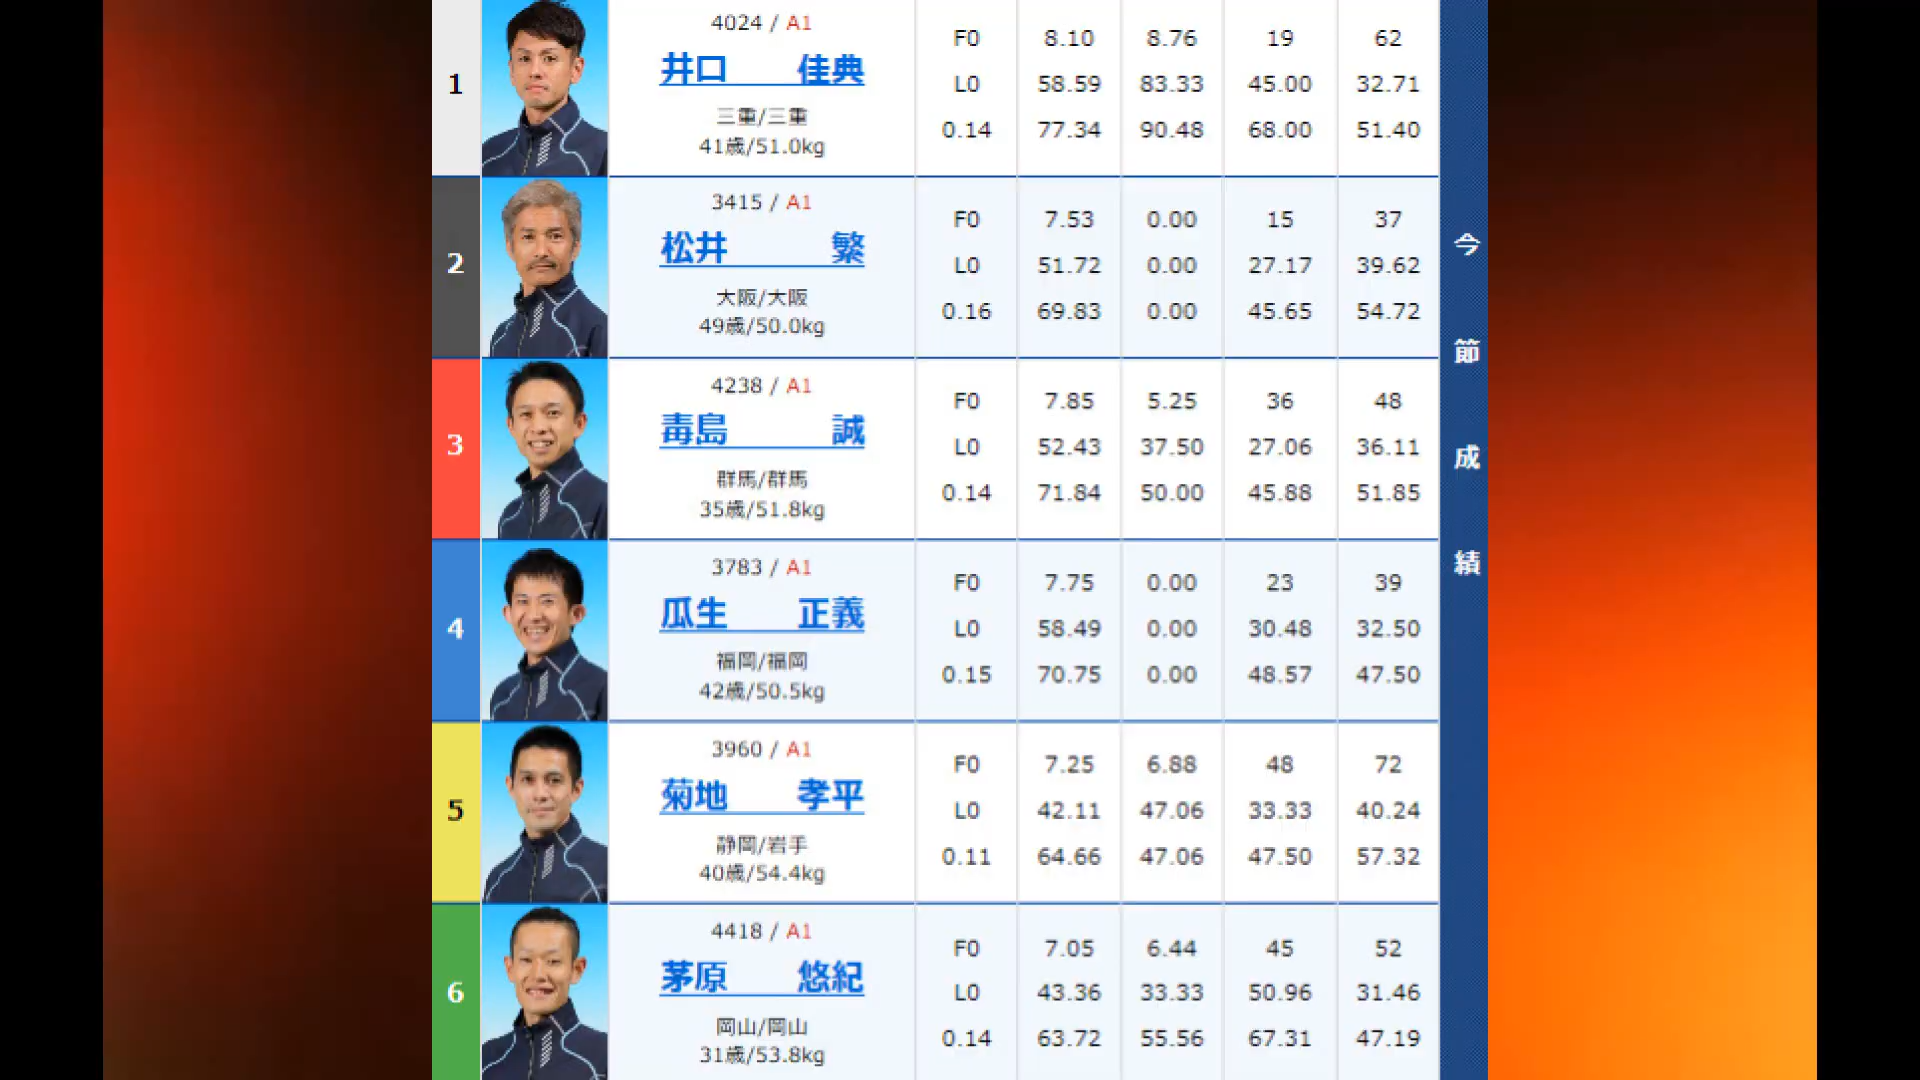 1
4024 / A1
井口 佳典
三重/三重
41歳/51.0kg
F0 8.10 8.76 19 62
L0 58.59 83.33 45.00 32.71
0.14 77.34 90.48 68.00 51.40
2
3415 / A1
松井 繁
大阪/大阪
49歳/50.0kg
F0 7.53 0.00 15 37
L0 51.72 0.00 27.17 39.62
0.16 69.83 0.00 45.65 54.72
3
4238 / A1
毒島 誠
群馬/群馬
35歳/51.8kg
F0 7.85 5.25 36 48
L0 52.43 37.50 27.06 36.11
0.14 71.84 50.00 45.88 51.85
4
3783 / A1
瓜生 正義
福岡/福岡
42歳/50.5kg
F0 7.75 0.00 23 39
L0 58.49 0.00 30.48 32.50
0.15 70.75 0.00 48.57 47.50
5
3960 / A1
菊地 孝平
静岡/岩手
40歳/54.4kg
F0 7.25 6.88 48 72
L0 42.11 47.06 33.33 40.24
0.11 64.66 47.06 47.50 57.32
6
4418 / A1
茅原 悠紀
岡山/岡山
31歳/53.8kg
F0 7.05 6.44 45 52
L0 43.36 33.33 50.96 31.46
0.14 63.72 55.56 67.31 47.19
今節成績